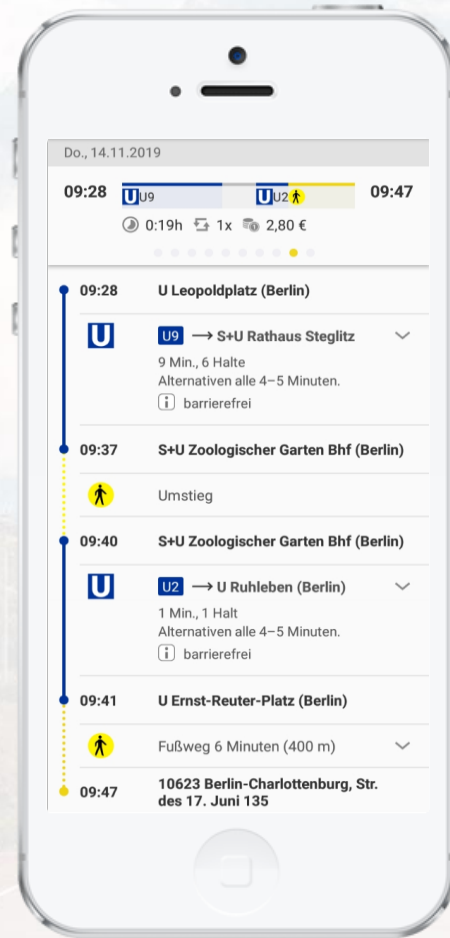 Do., 14.11.2019
09:28 U U9 U U2 09:47
0:19h 1x 2,80 €
09:28 U Leopoldplatz (Berlin)
U U9 → S+U Rathaus Steglitz
9 Min., 6 Halte
Alternativen alle 4–5 Minuten.
i barrierefrei
09:37 S+U Zoologischer Garten Bhf (Berlin)
Umstieg
09:40 S+U Zoologischer Garten Bhf (Berlin)
U U2 → U Ruhleben (Berlin)
1 Min., 1 Halt
Alternativen alle 4–5 Minuten.
i barrierefrei
09:41 U Ernst-Reuter-Platz (Berlin)
Fußweg 6 Minuten (400 m)
09:47 10623 Berlin-Charlottenburg, Str.
des 17. Juni 135